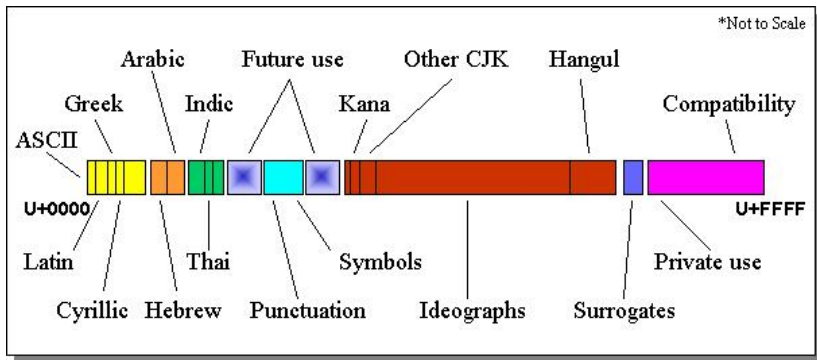 *Not to Scale
Arabic Future use Other CJK Hangul
Greek Indic Kana Compatibility
ASCII
U+0000 U+FFFF
Latin Thai Symbols Private use
Cyrillic Hebrew Punctuation Ideographs Surrogates